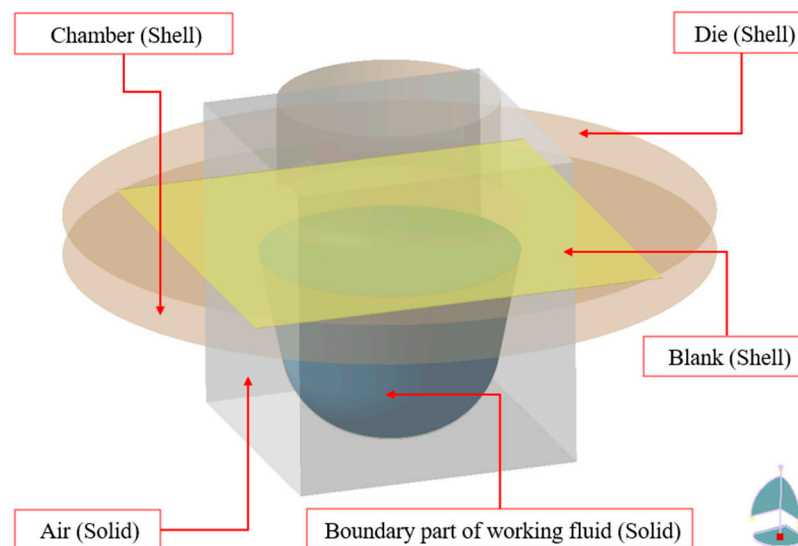 Chamber (Shell)
Die (Shell)
Blank (Shell)
Air (Solid)
Boundary part of working fluid (Solid)